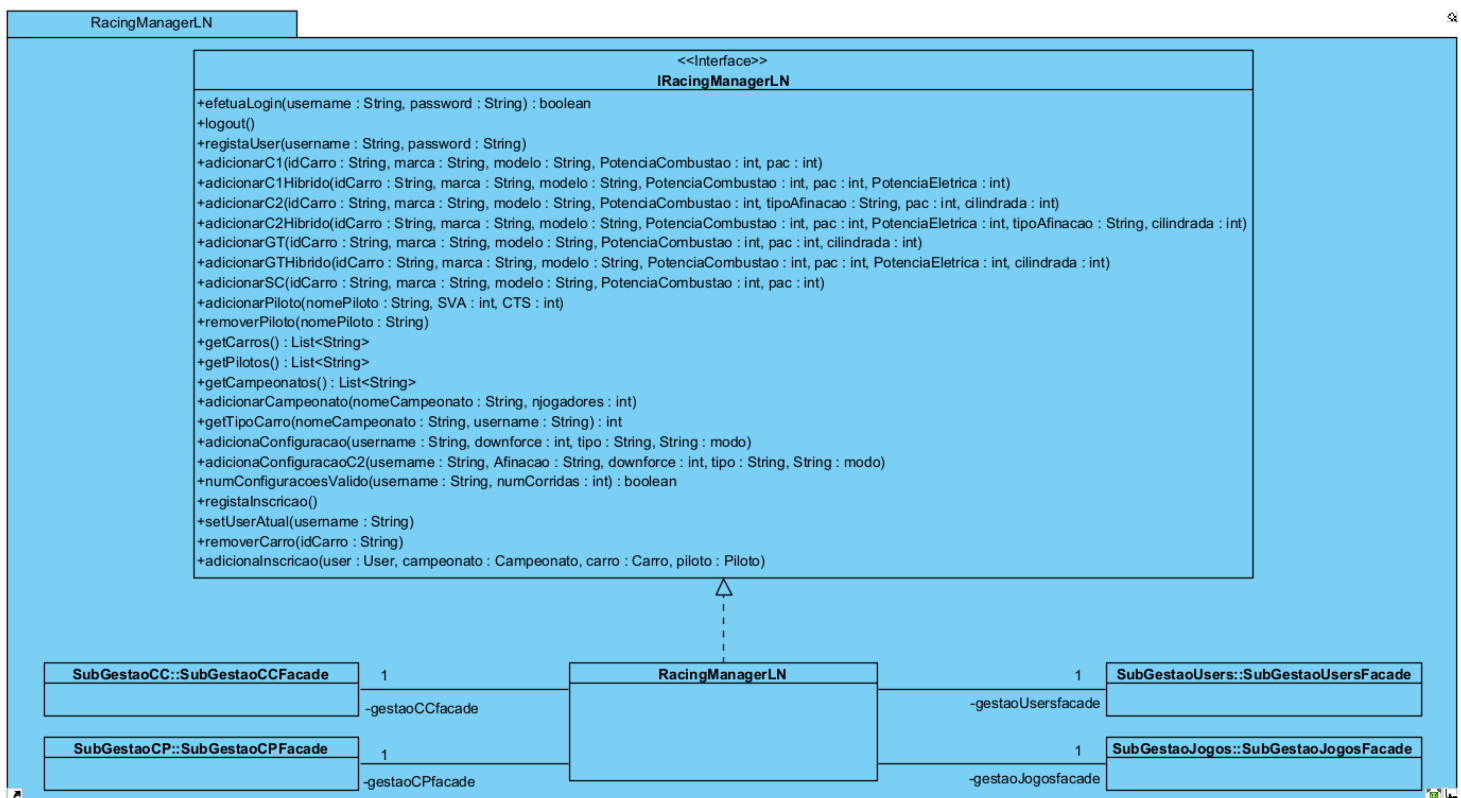 RacingManagerLN
<<Interface>>
IRacingManagerLN
+efetuaLogin(username : String, password : String) : boolean
+logout()
+registaUser(username : String, password : String)
+adicionarC1(idCarro : String, marca : String, modelo : String, PotenciaCombustao : int, pac : int)
+adicionarC1Hibrido(idCarro : String, marca : String, modelo : String, PotenciaCombustao : int, pac : int, PotenciaEletrica : int)
+adicionarC2(idCarro : String, marca : String, modelo : String, PotenciaCombustao : int, tipoAfinacao : String, pac : int, cilindrada : int)
+adicionarC2Hibrido(idCarro : String, marca : String, modelo : String, PotenciaCombustao : int, pac : int, PotenciaEletrica : int, tipoAfinacao : String, cilindrada : int)
+adicionarGT(idCarro : String, marca : String, modelo : String, PotenciaCombustao : int, pac : int, cilindrada : int)
+adicionarGTHibrido(idCarro : String, marca : String, modelo : String, PotenciaCombustao : int, pac : int, PotenciaEletrica : int, cilindrada : int)
+adicionarSC(idCarro : String, marca : String, modelo : String, PotenciaCombustao : int, pac : int)
+adicionarPiloto(nomePiloto : String, SVA : int, CTS : int)
+removerPiloto(nomePiloto : String)
+getCarros() : List<String>
+getPilotos() : List<String>
+getCampeonatos() : List<String>
+adicionarCampeonato(nomeCampeonato : String, njogadores : int)
+getTipoCarro(nomeCampeonato : String, username : String) : int
+adicionaConfiguracao(username : String, downforce : int, tipo : String, String : modo)
+adicionaConfiguracaoC2(username : String, Afinacao : String, downforce : int, tipo : String, String : modo)
+numConfiguracoesValido(username : String, numCorridas : int) : boolean
+registaInscricao()
+setUserAtual(username : String)
+removerCarro(idCarro : String)
+adicionaInscricao(user : User, campeonato : Campeonato, carro : Carro, piloto : Piloto)
SubGestaoCC::SubGestaoCCFacade
1
-gestaoCCfacade
RacingManagerLN
1
-gestaoUsersfacade
SubGestaoUsers::SubGestaoUsersFacade
SubGestaoCP::SubGestaoCPFacade
1
-gestaoCPfacade
1
-gestaoJogosfacade
SubGestaoJogos::SubGestaoJogosFacade